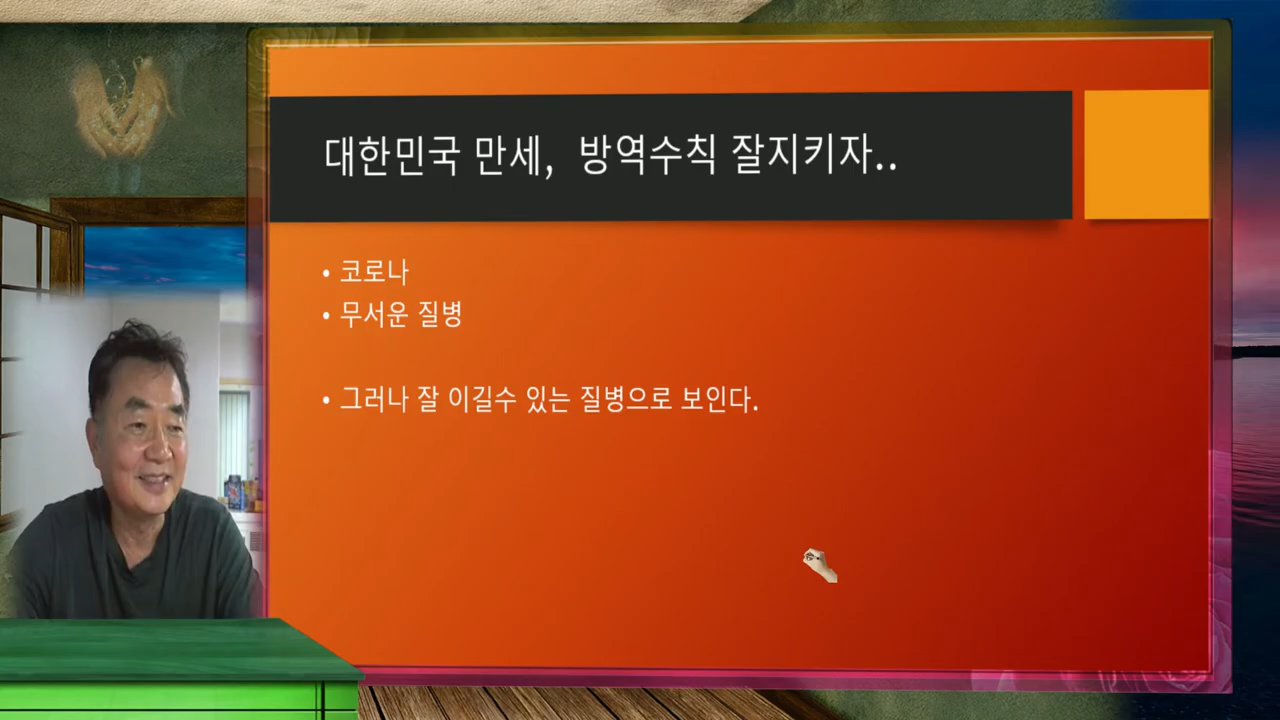 대한민국 만세, 방역수칙 잘지키자..
• 코로나
• 무서운 질병
• 그러나 잘 이길수 있는 질병으로 보인다.